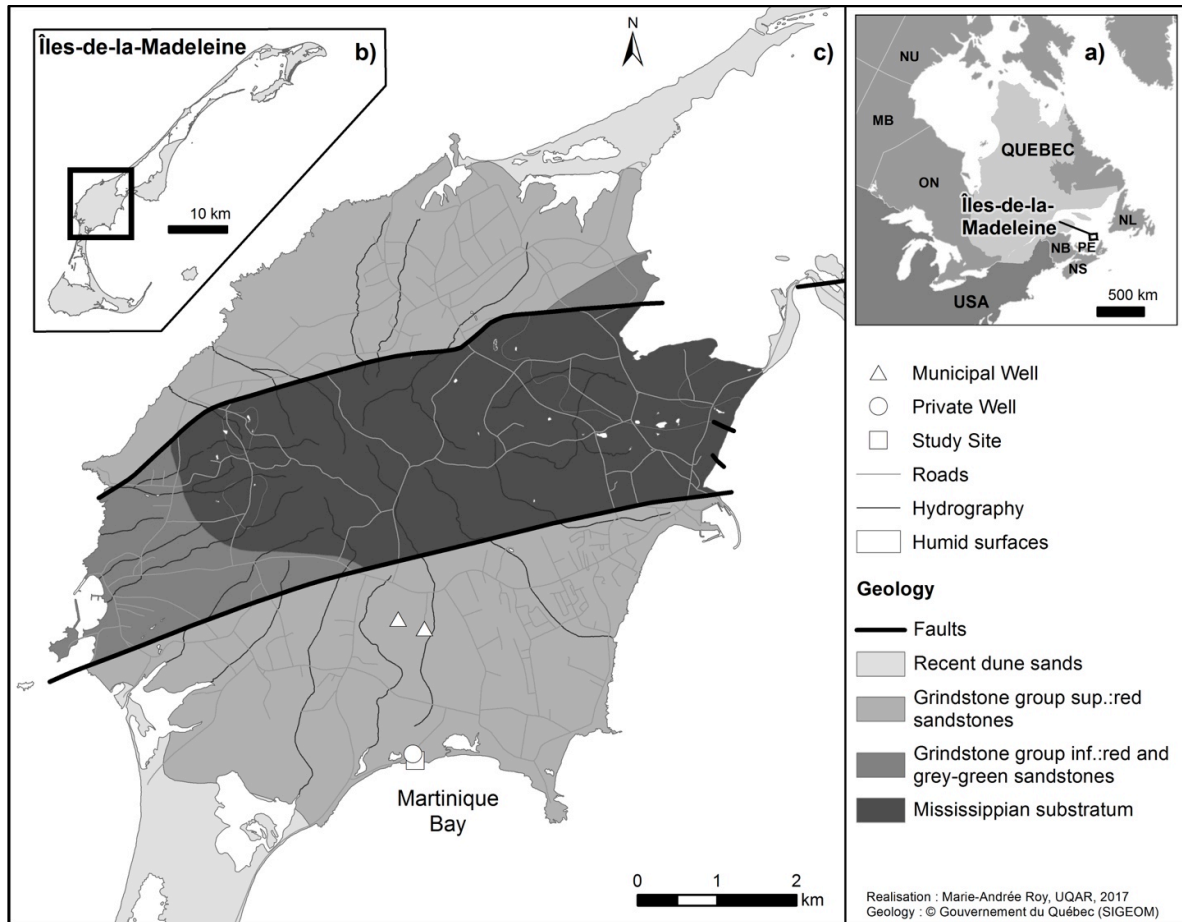 Îles-de-la-Madeleine
b)
10 km
N
c)
Martinique
Bay
0 1 2
km
a)
NU
MB
ON
QUEBEC
Îles-de-la-
Madeleine
NL
NB
PE
NS
USA
500 km
Municipal Well
Private Well
Study Site
Roads
Hydrography
Humid surfaces
Geology
Faults
Recent dune sands
Grindstone group sup.:red
sandstones
Grindstone group inf.:red and
grey-green sandstones
Mississippian substratum
Realisation : Marie-Andrée Roy, UQAR, 2017
Geology : © Gouvernement du Québec (SIGEOM)